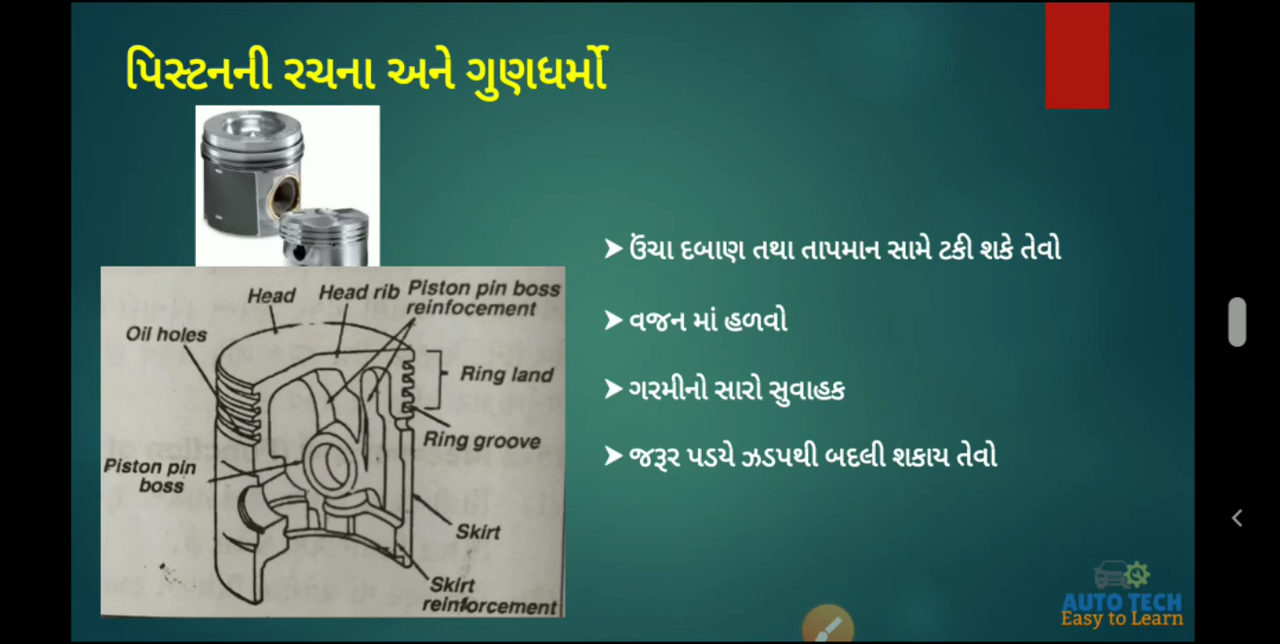 પિસ્ટનની રચના અને ગુણધર્મો
Head
Head rib
Piston pin boss
reinfocement
Oil holes
Ring land
Ring groove
Piston pin
boss
Skirt
Skirt
reinforcement
➤ ઉંચા દબાણ તથા તાપમાન સામે ટકી શકે તેવો
➤ વજન માં હળવો
➤ ગરમીનો સારો સુવાહક
➤ જરૂર પડયે ઝડપથી બદલી શકાય તેવો
AUTO TECH
Easy to Learn